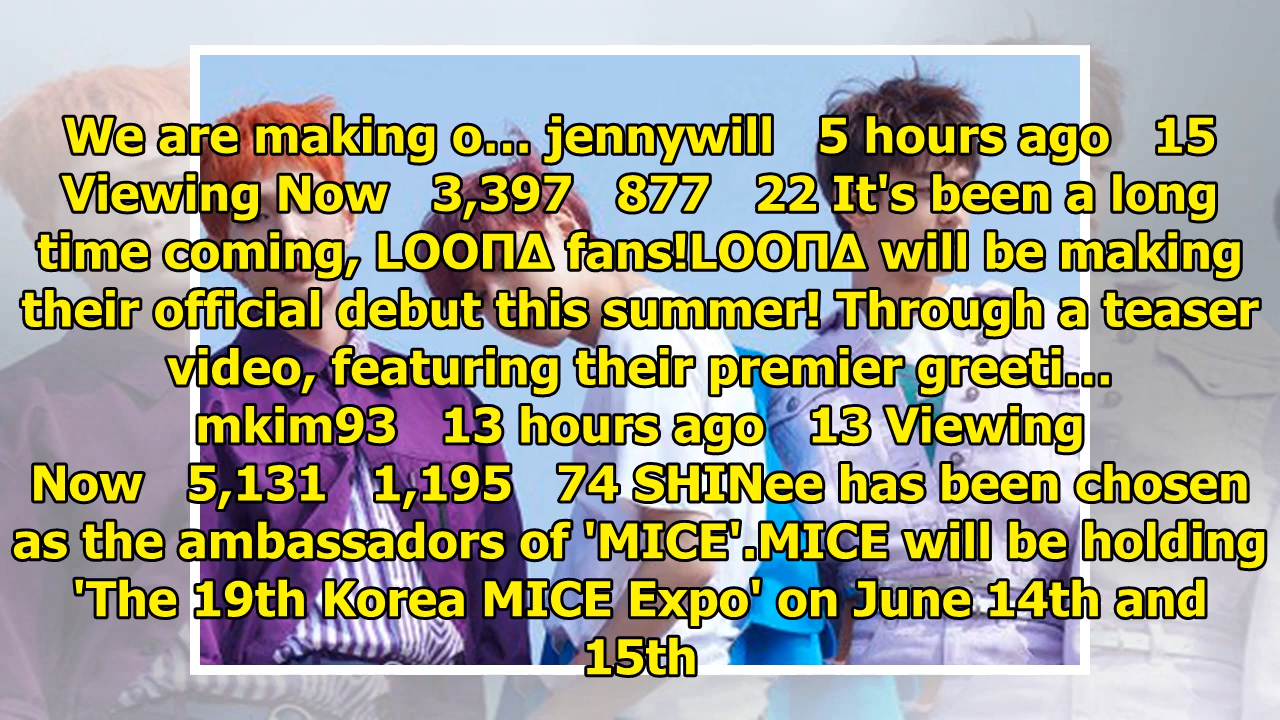 We are making o... jennywill 5 hours ago 15
Viewing Now 3,397 877 22 It's been a long
time coming, LOOΠΔ fans!LOOΠΔ will be making
their official debut this summer! Through a teaser
video, featuring their premier greeti...
mkim93 13 hours ago 13 Viewing
Now 5,131 1,195 74 SHINee has been chosen
as the ambassadors of 'MICE'.MICE will be holding
'The 19th Korea MICE Expo' on June 14th and
15th